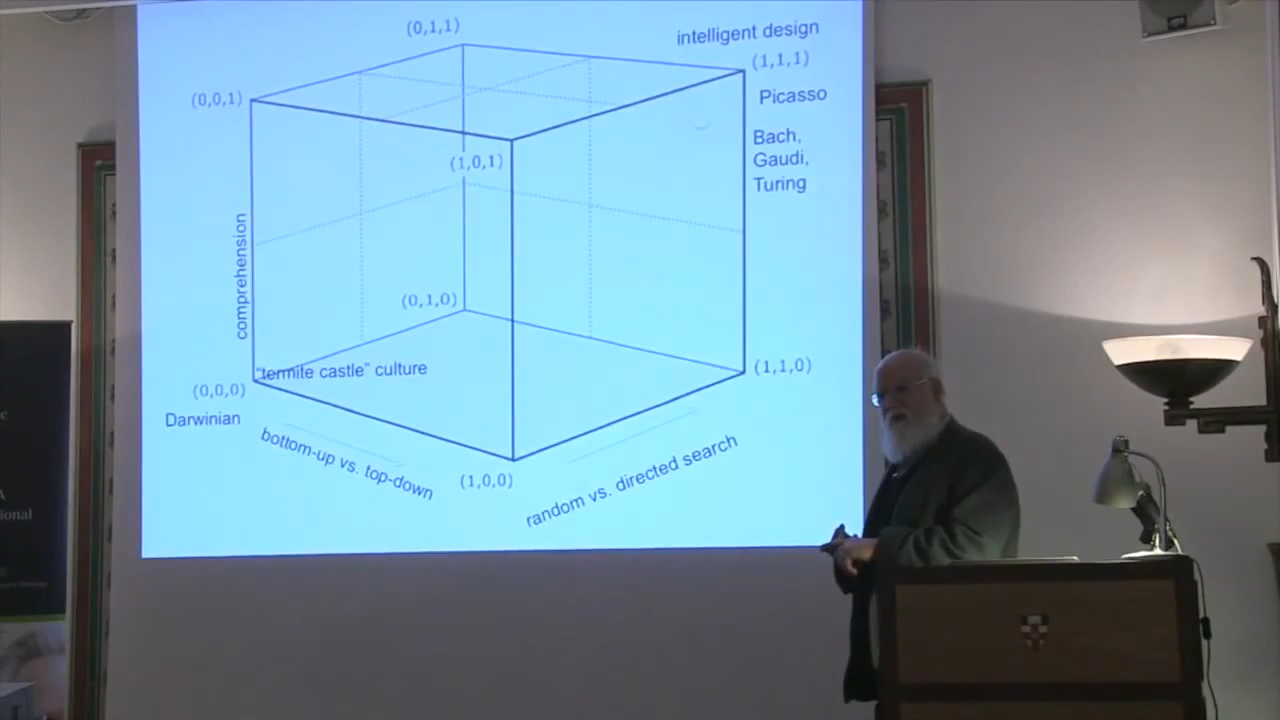 (0,1,1)
intelligent design
(1,1,1)
(0,0,1)
Picasso
Bach,
Gaudi,
Turing
(1,0,1)
comprehension
(0,1,0)
"termite castle" culture
(1,1,0)
(0,0,0)
Darwinian
bottom-up vs. top-down
random vs. directed search
(1,0,0)
c
A
ional